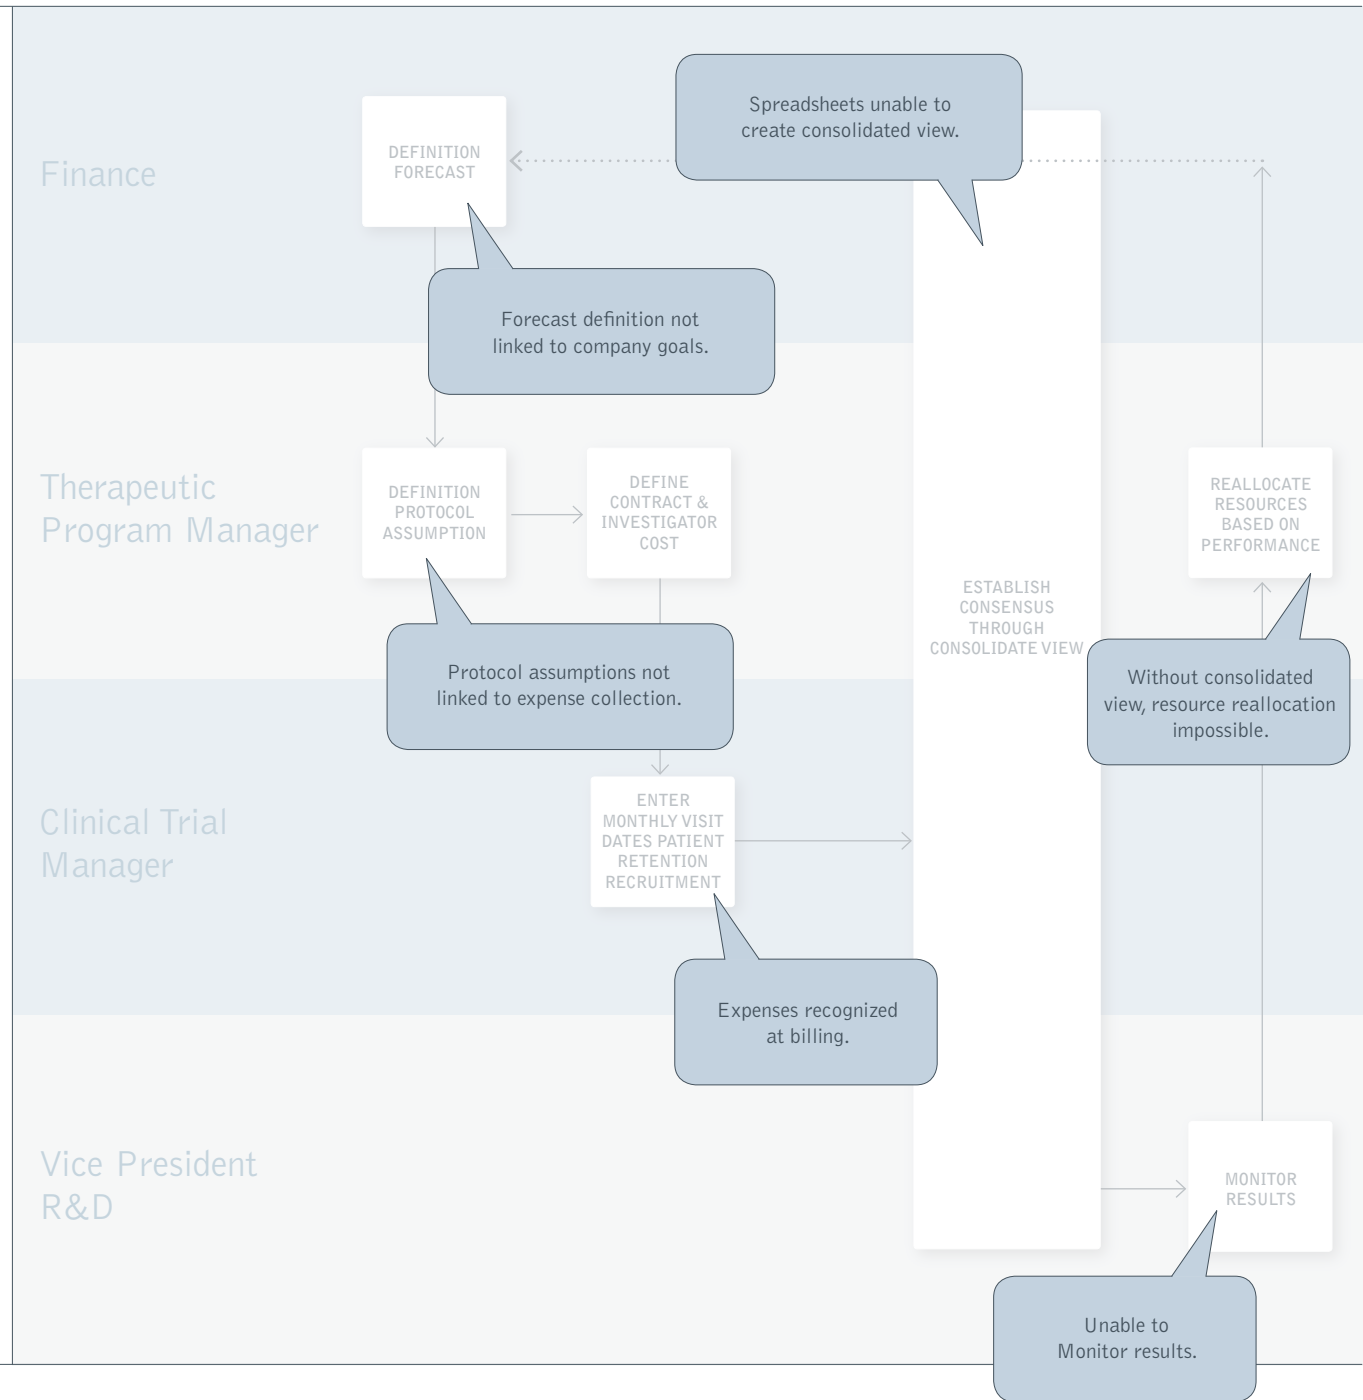 Spreadsheets unable to
create consolidated view.
Finance
DEFINITION
FORECAST
Forecast definition not
linked to company goals.
Therapeutic
Program Manager
DEFINITION
PROTOCOL
ASSUMPTION
DEFINE
CONTRACT &
INVESTIGATOR
COST
REALLOCATE
RESOURCES
BASED ON
PERFORMANCE
ESTABLISH
CONSENSUS
THROUGH
CONSOLIDATE VIEW
Protocol assumptions not
linked to expense collection.
Without consolidated
view, resource reallocation
impossible.
Clinical Trial
Manager
ENTER
MONTHLY VISIT
DATES PATIENT
RETENTION
RECRUITMENT
Expenses recognized
at billing.
Vice President
R&D
MONITOR
RESULTS
Unable to
Monitor results.